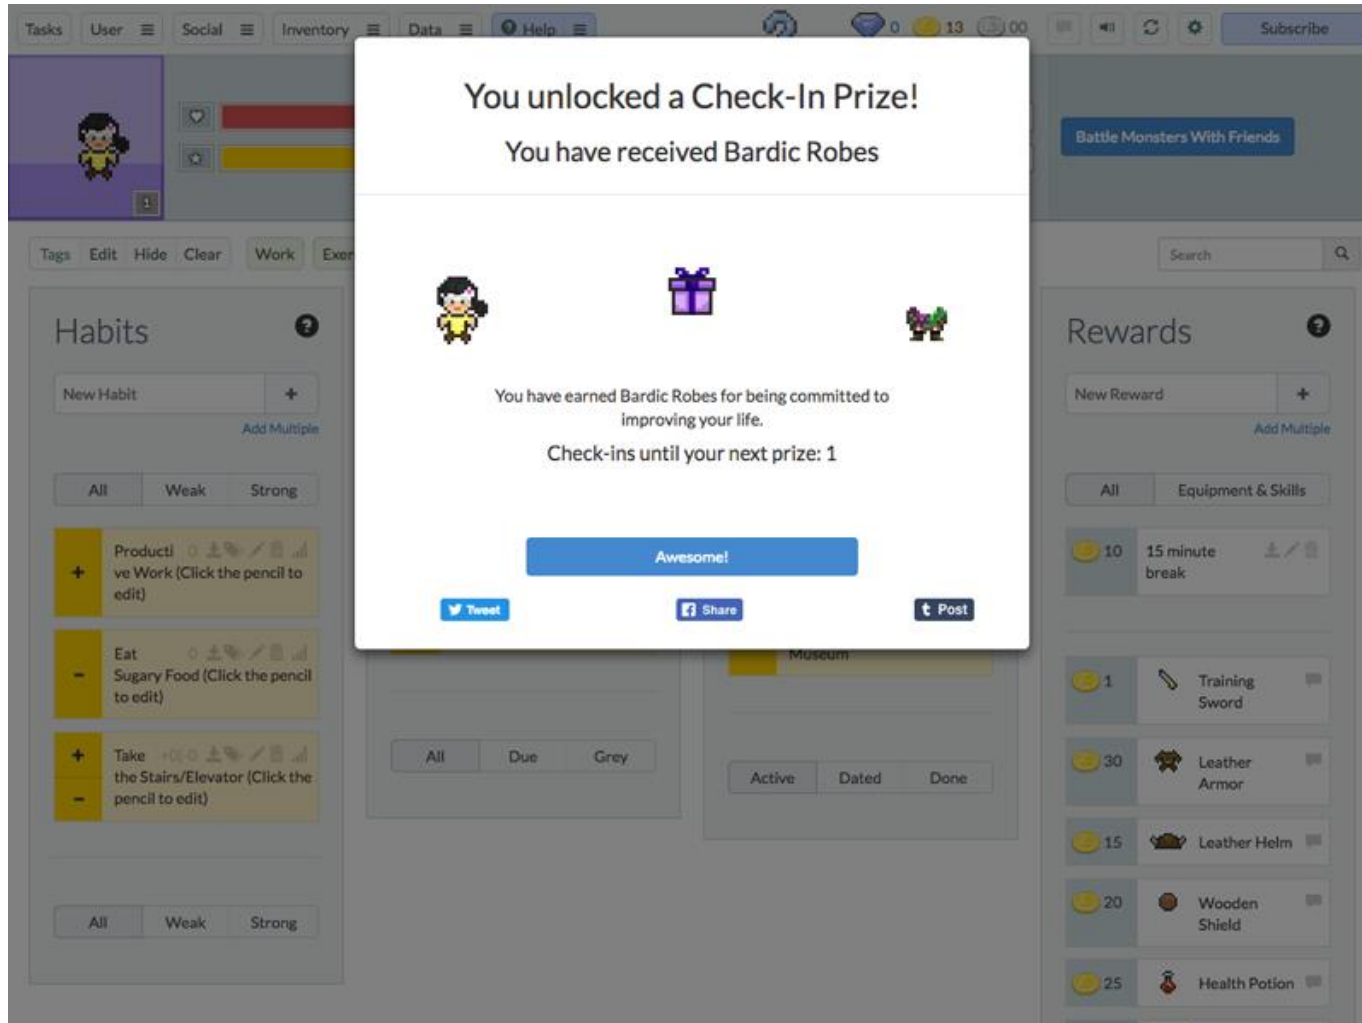 Tasks User Social Inventory Data Help 0 13 00 Subscribe
1
Battle Monsters With Friends
You unlocked a Check-In Prize!
You have received Bardic Robes
You have earned Bardic Robes for being committed to
improving your life.
Check-ins until your next prize: 1
Awesome!
Tweet Share Post
Tags Edit Hide Clear Work Exer
Search
Habits
New Habit +
Add Multiple
All Weak Strong
+ Producti 0
ve Work (Click the pencil to
edit)
- Eat 0
Sugary Food (Click the pencil
to edit)
+ Take
- the Stairs/Elevator (Click the
pencil to edit)
All Weak Strong
All Due Grey
Museum
Active Dated Done
Rewards
New Reward +
Add Multiple
All Equipment & Skills
10 15 minute
break
1 Training
Sword
30 Leather
Armor
15 Leather Helm
20 Wooden
Shield
25 Health Potion